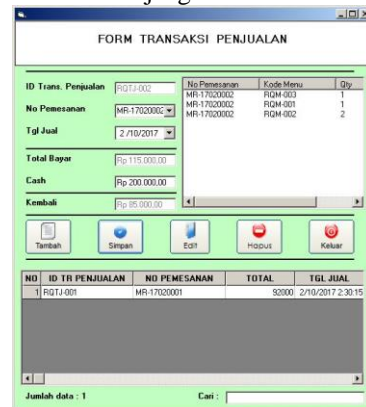 FORM TRANSAKSI PENJUALAN
ID Trans. Penjualan RQTJ-002
No Pemesanan MR-17020002
Tgl Jual 2 /10/2017
Total Bayar Rp 115.000,00
Cash Rp 200.000,00
Kembali Rp 85.000,00
No Pemesanan Kode Menu Qty
MR-17020002 RQM-003 1
MR-17020002 RQM-001 1
MR-17020002 RQM-002 2
Tambah Simpan Edit Hapus Keluar
NO ID TR PENJUALAN NO PEMESANAN TOTAL TGL JUAL
1 RQTJ-001 MR-17020001 92000 2/10/2017 2:30:15
Jumlah data : 1 Cari :